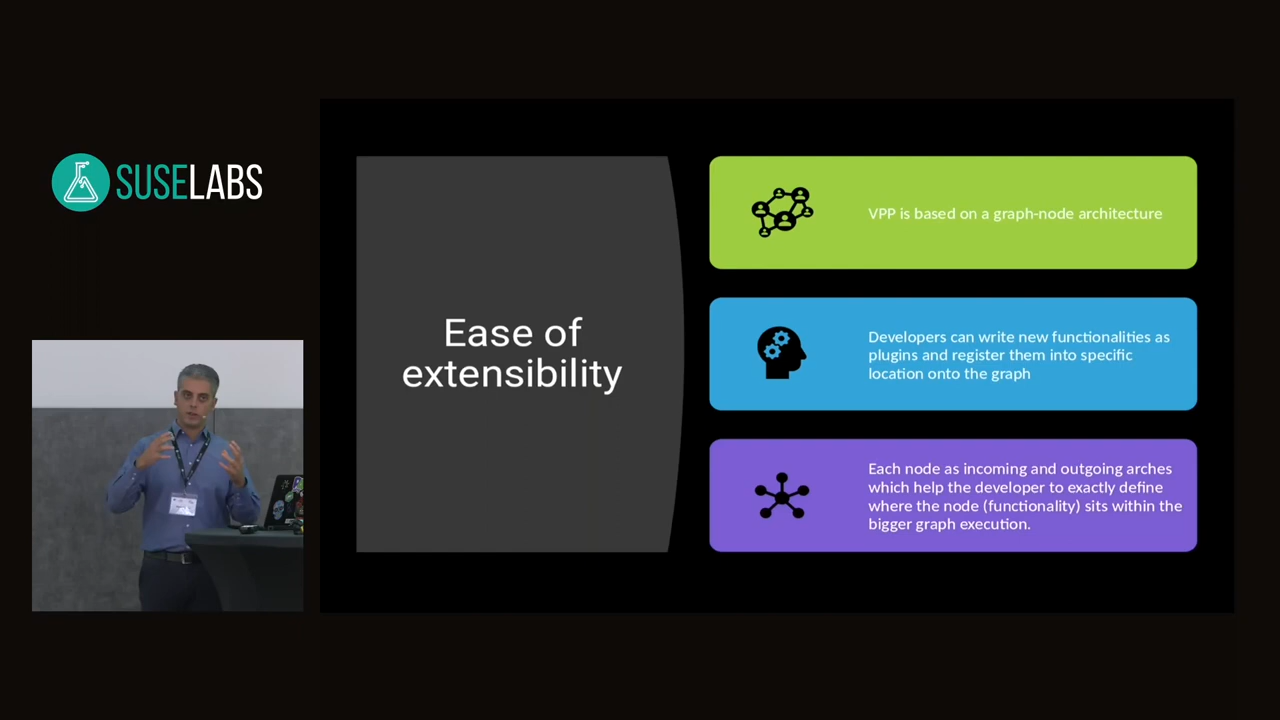 SUSELABS
Ease of
extensibility
VPP is based on a graph-node architecture
Developers can write new functionalities as
plugins and register them into specific
location onto the graph
Each node as incoming and outgoing arches
which help the developer to exactly define
where the node (functionality) sits within the
bigger graph execution.